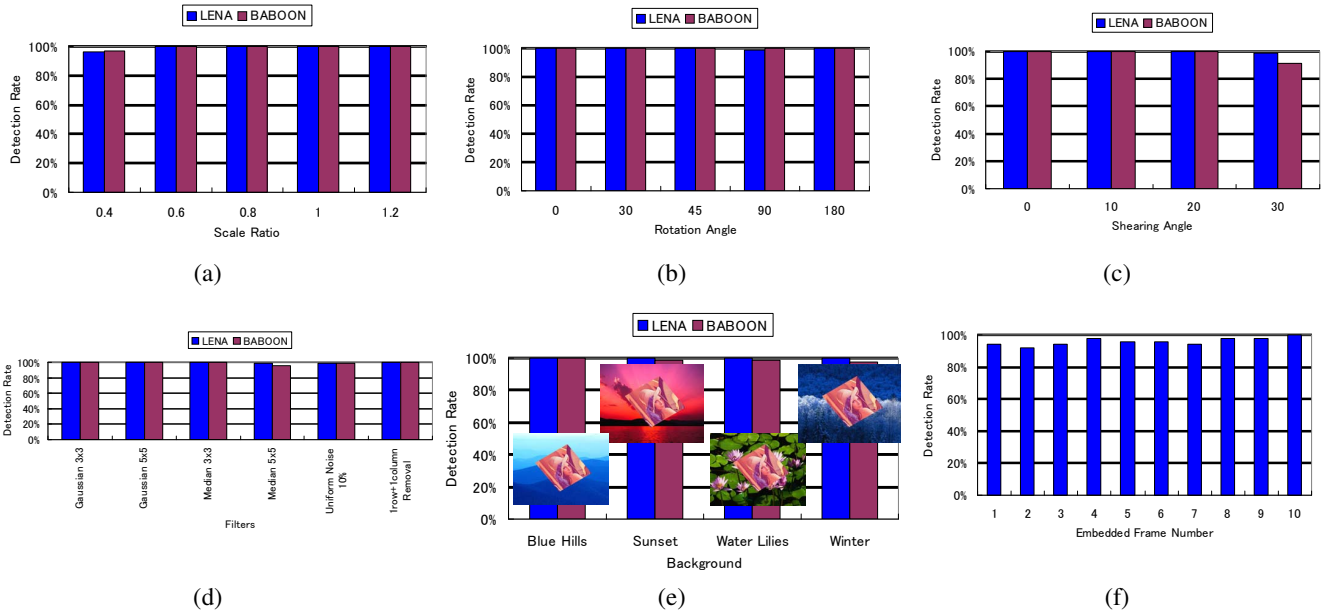 LENA BABOON
100%
80%
60%
40%
20%
0%
Detection Rate
0.4 0.6 0.8 1 1.2
Scale Ratio
(a)
LENA BABOON
100%
80%
60%
40%
20%
0%
Detection Rate
0 30 45 90 180
Rotation Angle
(b)
LENA BABOON
100%
80%
60%
40%
20%
0%
Detection Rate
0 10 20 30
Shearing Angle
(c)
LENA BABOON
100%
80%
60%
40%
20%
0%
Detection Rate
Gaussian 3x3
Gaussian 5x5
Median 3x3
Median 5x5
Uniform Noise
10%
1row+1column
Removal
Filters
(d)
LENA BABOON
100%
80%
60%
40%
20%
0%
Detection Rate
Blue Hills Sunset Water Lilies Winter
Background
(e)
100%
80%
60%
40%
20%
0%
Detection Rate
1 2 3 4 5 6 7 8 9 10
Embedded Frame Number
(f)